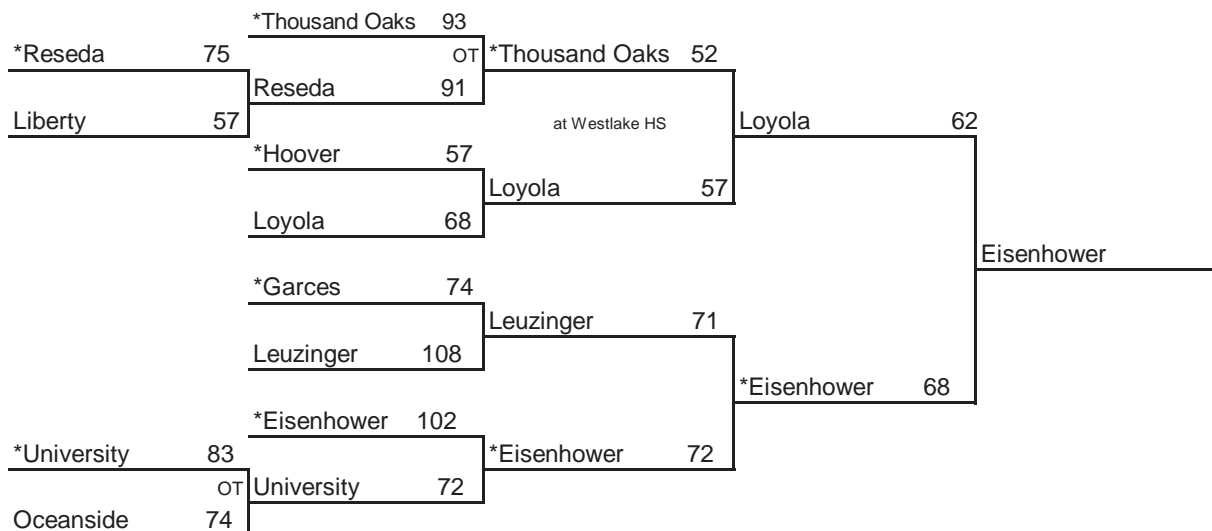 *Thousand Oaks 93
*Reseda 75 OT *Thousand Oaks 52
Reseda 91
Liberty 57 at Westlake HS Loyola 62
*Hoover 57
Loyola 57
Loyola 68
Eisenhower
*Garces 74
Leuzinger 71
Leuzinger 108
*Eisenhower 68
*Eisenhower 102
*University 83 *Eisenhower 72
OT University 72
Oceanside 74